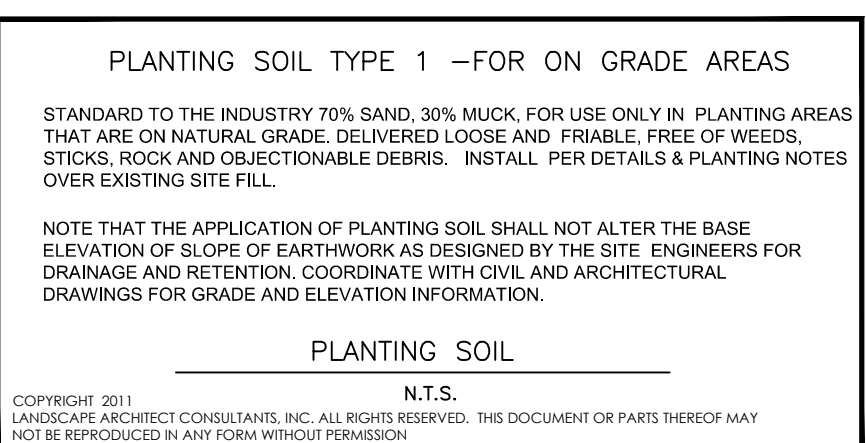 PLANTING SOIL TYPE 1 –FOR ON GRADE AREAS
STANDARD TO THE INDUSTRY 70% SAND, 30% MUCK, FOR USE ONLY IN PLANTING AREAS
THAT ARE ON NATURAL GRADE. DELIVERED LOOSE AND FRIABLE, FREE OF WEEDS,
STICKS, ROCK AND OBJECTIONABLE DEBRIS. INSTALL PER DETAILS & PLANTING NOTES
OVER EXISTING SITE FILL.
NOTE THAT THE APPLICATION OF PLANTING SOIL SHALL NOT ALTER THE BASE
ELEVATION OF SLOPE OF EARTHWORK AS DESIGNED BY THE SITE ENGINEERS FOR
DRAINAGE AND RETENTION. COORDINATE WITH CIVIL AND ARCHITECTURAL
DRAWINGS FOR GRADE AND ELEVATION INFORMATION.
PLANTING SOIL
N.T.S.
COPYRIGHT 2011
LANDSCAPE ARCHITECT CONSULTANTS, INC. ALL RIGHTS RESERVED. THIS DOCUMENT OR PARTS THEREOF MAY
NOT BE REPRODUCED IN ANY FORM WITHOUT PERMISSION